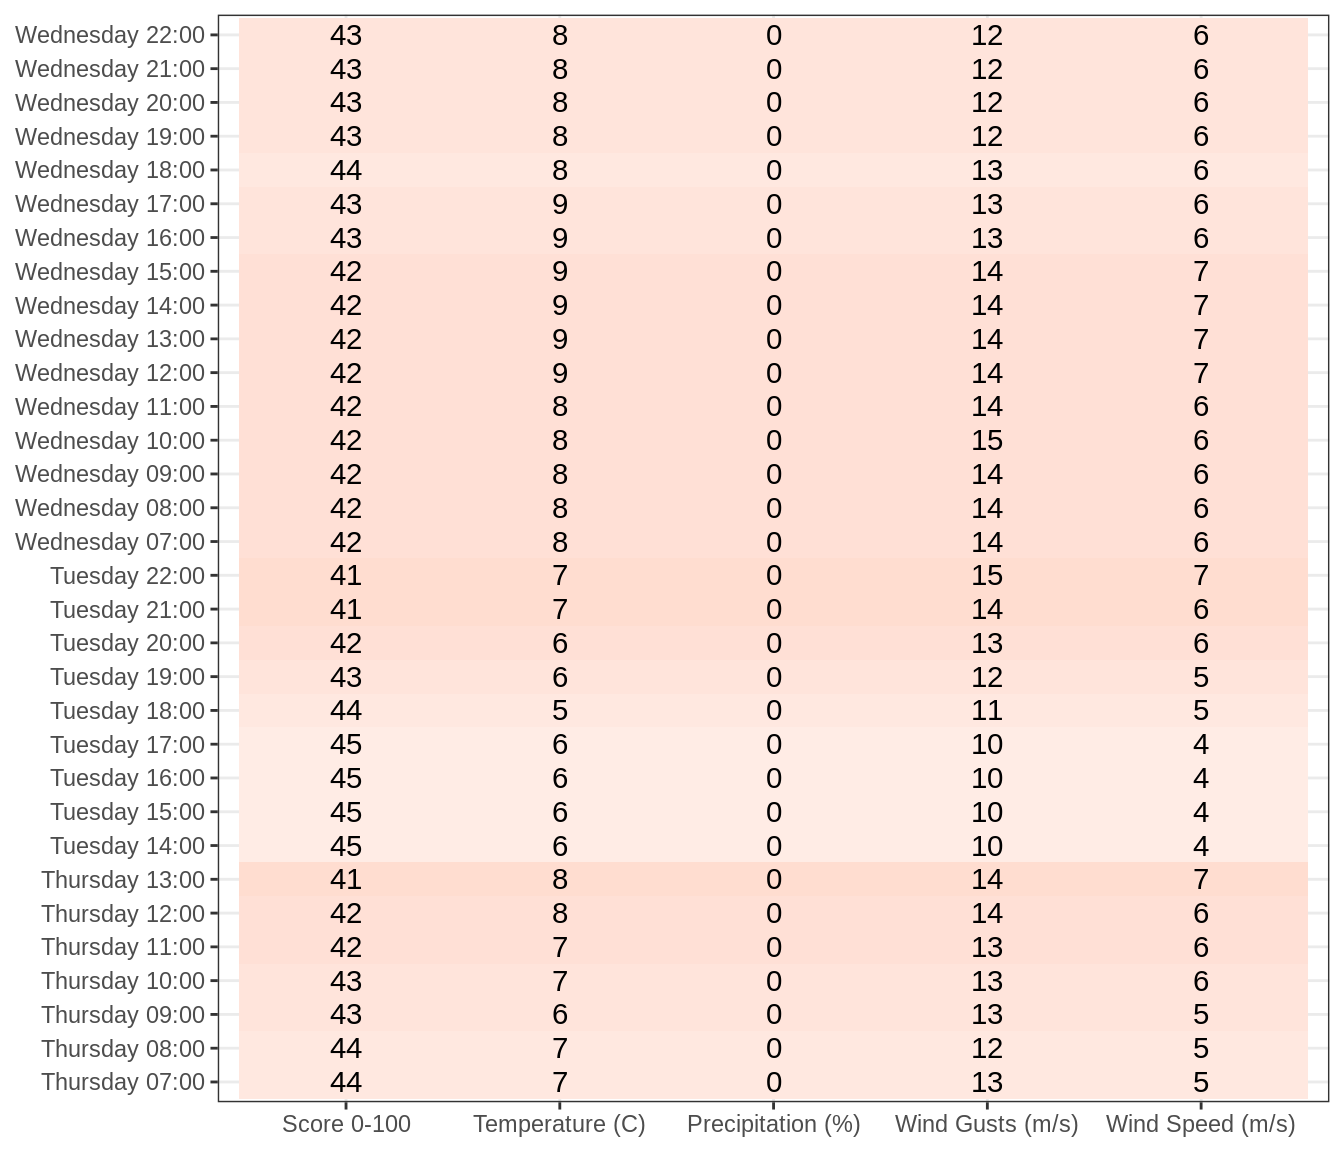 Wednesday 22:00 43 8 0 12 6
Wednesday 21:00 43 8 0 12 6
Wednesday 20:00 43 8 0 12 6
Wednesday 19:00 43 8 0 12 6
Wednesday 18:00 44 8 0 13 6
Wednesday 17:00 43 9 0 13 6
Wednesday 16:00 43 9 0 13 6
Wednesday 15:00 42 9 0 14 7
Wednesday 14:00 42 9 0 14 7
Wednesday 13:00 42 9 0 14 7
Wednesday 12:00 42 9 0 14 7
Wednesday 11:00 42 8 0 14 6
Wednesday 10:00 42 8 0 15 6
Wednesday 09:00 42 8 0 14 6
Wednesday 08:00 42 8 0 14 6
Wednesday 07:00 42 8 0 14 6
Tuesday 22:00 41 7 0 15 7
Tuesday 21:00 41 7 0 14 6
Tuesday 20:00 42 6 0 13 6
Tuesday 19:00 43 6 0 12 5
Tuesday 18:00 44 5 0 11 5
Tuesday 17:00 45 6 0 10 4
Tuesday 16:00 45 6 0 10 4
Tuesday 15:00 45 6 0 10 4
Tuesday 14:00 45 6 0 10 4
Thursday 13:00 41 8 0 14 7
Thursday 12:00 42 8 0 14 6
Thursday 11:00 42 7 0 13 6
Thursday 10:00 43 7 0 13 6
Thursday 09:00 43 6 0 13 5
Thursday 08:00 44 7 0 12 5
Thursday 07:00 44 7 0 13 5
Score 0-100 Temperature (C) Precipitation (%) Wind Gusts (m/s) Wind Speed (m/s)